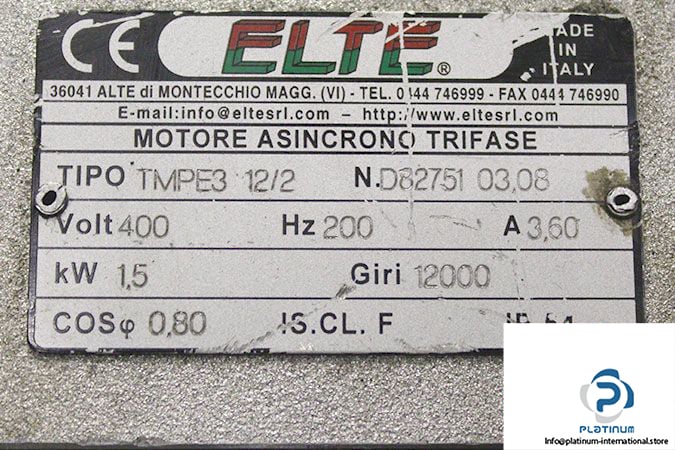 CE ELTE ® MADE
IN
ITALY
36041 ALTE di MONTECCHIO MAGG. (VI) - TEL. 0444 746999 - FAX 0444 746990
E-mail:info@eltesrl.com – http://www.eltesrl.com
MOTORE ASINCRONO TRIFASE
TIPO TMPE3 12/2 N.D82751 03,08
Volt 400 Hz 200 A 3,60
kW 1,5 Giri 12000
COSφ 0,80 IS.CL. F
PLATINUM
Info@platinum-international.store